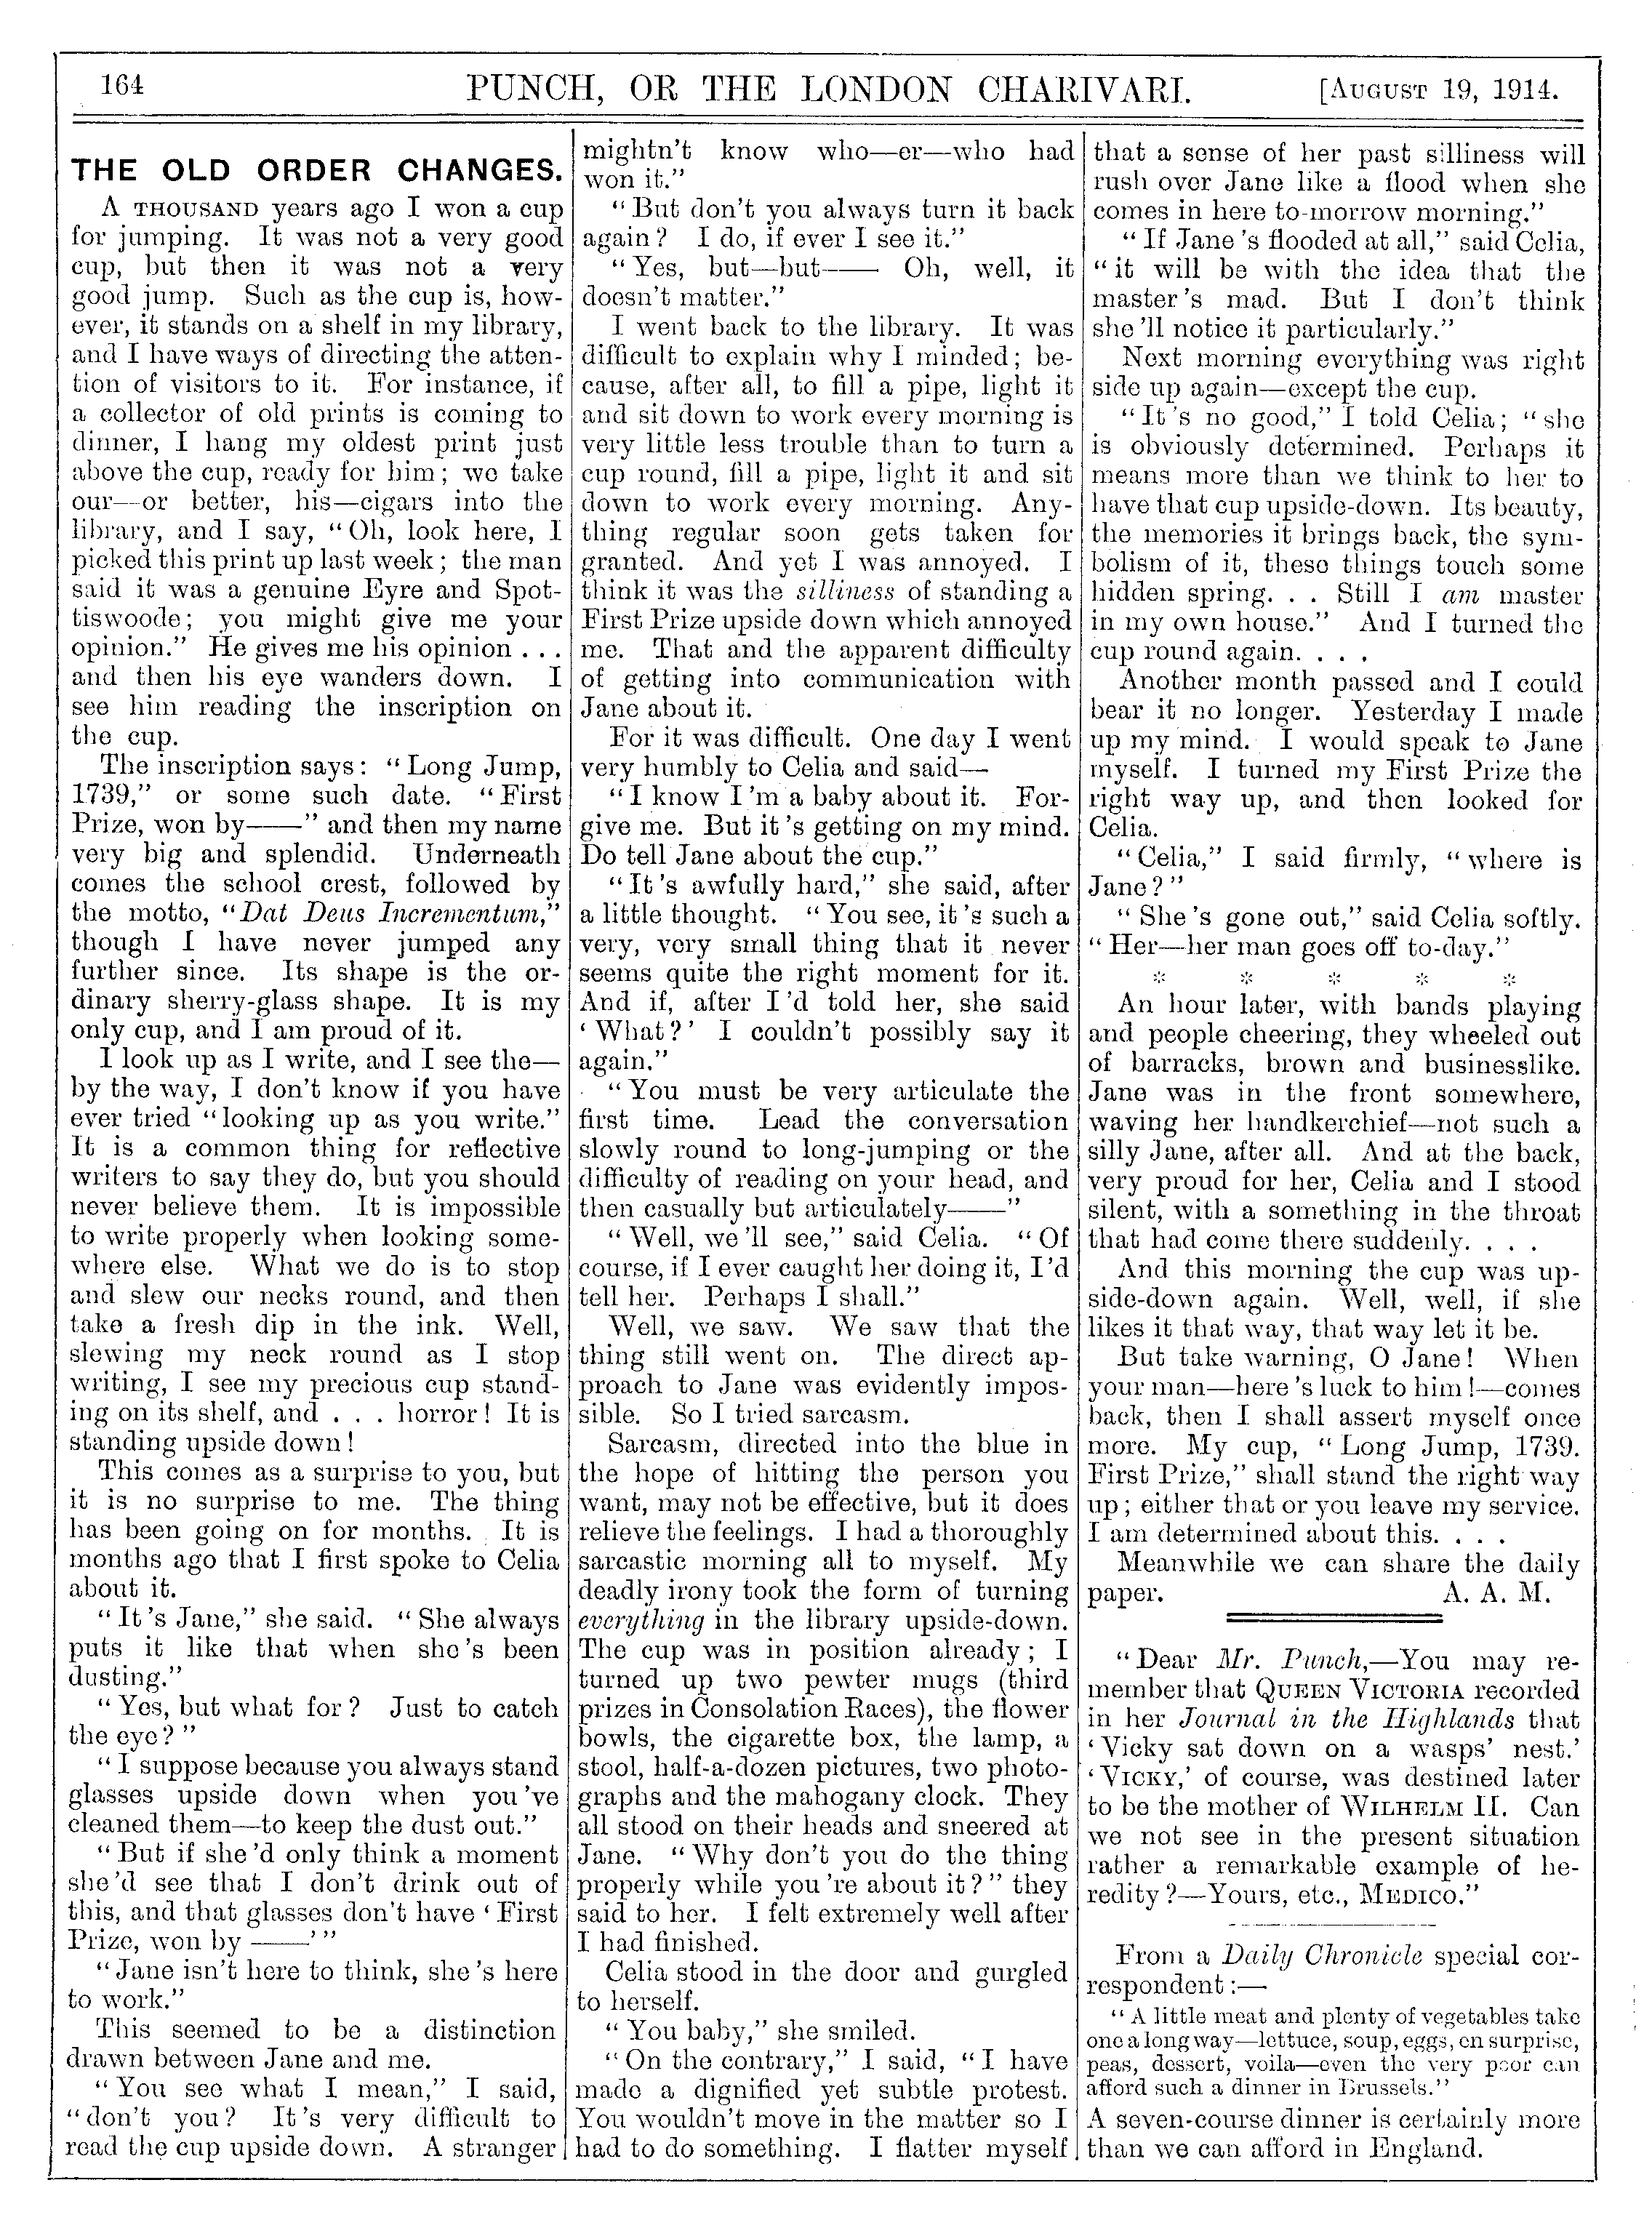 164
PUNCH, OR THE LONDON CHARIVARI.
[AUGUST 19, 1914.
THE OLD ORDER CHANGES.
A THOUSAND years ago I won a cup
for jumping. It was not a very good
cup, but then it was not a very
good jump. Such as the cup is, how-
ever, it stands on a shelf in my library,
and I have ways of directing the atten-
tion of visitors to it. For instance, if
a collector of old prints is coming to
dinner, I hang my oldest print just
above the cup, ready for him; we take
our—or better, his—cigars into the
library, and I say, "Oh, look here, I
picked this print up last week; the man
said it was a genuine Eyre and Spot-
tiswoode; you might give me your
opinion." He gives me his opinion . . .
and then his eye wanders down. I
see him reading the inscription on
the cup.
The inscription says: "Long Jump,
1739," or some such date. "First
Prize, won by——" and then my name
very big and splendid. Underneath
comes the school crest, followed by
the motto, "Dat Deus Incrementum,"
though I have never jumped any
further since. Its shape is the or-
dinary sherry-glass shape. It is my
only cup, and I am proud of it.
I look up as I write, and I see the—
by the way, I don't know if you have
ever tried "looking up as you write."
It is a common thing for reflective
writers to say they do, but you should
never believe them. It is impossible
to write properly when looking some-
where else. What we do is to stop
and slew our necks round, and then
take a fresh dip in the ink. Well,
slewing my neck round as I stop
writing, I see my precious cup stand-
ing on its shelf, and . . . horror! It is
standing upside down!
This comes as a surprise to you, but
it is no surprise to me. The thing
has been going on for months. It is
months ago that I first spoke to Celia
about it.
"It's Jane," she said. "She always
puts it like that when she's been
dusting."
"Yes, but what for? Just to catch
the eye?"
"I suppose because you always stand
glasses upside down when you've
cleaned them—to keep the dust out."
"But if she'd only think a moment
she'd see that I don't drink out of
this, and that glasses don't have 'First
Prize, won by ——'"
"Jane isn't here to think, she's here
to work."
This seemed to be a distinction
drawn between Jane and me.
"You see what I mean," I said,
"don't you? It's very difficult to
read the cup upside down. A stranger
mightn't know who—er—who had
won it."
"But don't you always turn it back
again? I do, if ever I see it."
"Yes, but—but—— Oh, well, it
doesn't matter."
I went back to the library. It was
difficult to explain why I minded; be-
cause, after all, to fill a pipe, light it
and sit down to work every morning is
very little less trouble than to turn a
cup round, fill a pipe, light it and sit
down to work every morning. Any-
thing regular soon gets taken for
granted. And yet I was annoyed. I
think it was the silliness of standing a
First Prize upside down which annoyed
me. That and the apparent difficulty
of getting into communication with
Jane about it.
For it was difficult. One day I went
very humbly to Celia and said—
"I know I'm a baby about it. For-
give me. But it's getting on my mind.
Do tell Jane about the cup."
"It's awfully hard," she said, after
a little thought. "You see, it's such a
very, very small thing that it never
seems quite the right moment for it.
And if, after I'd told her, she said
'What?' I couldn't possibly say it
again."
"You must be very articulate the
first time. Lead the conversation
slowly round to long-jumping or the
difficulty of reading on your head, and
then casually but articulately——"
"Well, we'll see," said Celia. "Of
course, if I ever caught her doing it, I'd
tell her. Perhaps I shall."
Well, we saw. We saw that the
thing still went on. The direct ap-
proach to Jane was evidently impos-
sible. So I tried sarcasm.
Sarcasm, directed into the blue in
the hope of hitting the person you
want, may not be effective, but it does
relieve the feelings. I had a thoroughly
sarcastic morning all to myself. My
deadly irony took the form of turning
everything in the library upside-down.
The cup was in position already; I
turned up two pewter mugs (third
prizes in Consolation Races), the flower
bowls, the cigarette box, the lamp, a
stool, half-a-dozen pictures, two photo-
graphs and the mahogany clock. They
all stood on their heads and sneered at
Jane. "Why don't you do the thing
properly while you're about it?" they
said to her. I felt extremely well after
I had finished.
Celia stood in the door and gurgled
to herself.
"You baby," she smiled.
"On the contrary," I said, "I have
made a dignified yet subtle protest.
You wouldn't move in the matter so I
had to do something. I flatter myself
that a sense of her past silliness will
rush over Jane like a flood when she
comes in here to-morrow morning."
"If Jane's flooded at all," said Celia,
"it will be with the idea that the
master's mad. But I don't think
she'll notice it particularly."
Next morning everything was right
side up again—except the cup.
"It's no good," I told Celia; "she
is obviously determined. Perhaps it
means more than we think to her to
have that cup upside-down. Its beauty,
the memories it brings back, the sym-
bolism of it, these things touch some
hidden spring. . . Still I am master
in my own house." And I turned the
cup round again. . . .
Another month passed and I could
bear it no longer. Yesterday I made
up my mind. I would speak to Jane
myself. I turned my First Prize the
right way up, and then looked for
Celia.
"Celia," I said firmly, "where is
Jane?"
"She's gone out," said Celia softly.
"Her—her man goes off to-day."
* * * * *
An hour later, with bands playing
and people cheering, they wheeled out
of barracks, brown and businesslike.
Jane was in the front somewhere,
waving her handkerchief—not such a
silly Jane, after all. And at the back,
very proud for her, Celia and I stood
silent, with a something in the throat
that had come there suddenly. . . .
And this morning the cup was up-
side-down again. Well, well, if she
likes it that way, that way let it be.
But take warning, O Jane! When
your man—here's luck to him!—comes
back, then I shall assert myself once
more. My cup, "Long Jump, 1739.
First Prize," shall stand the right way
up; either that or you leave my service.
I am determined about this. . . .
Meanwhile we can share the daily
paper. A. A. M.
"Dear Mr. Punch,—You may re-
member that QUEEN VICTORIA recorded
in her Journal in the Highlands that
'Vicky sat down on a wasps' nest.'
'VICKY,' of course, was destined later
to be the mother of WILHELM II. Can
we not see in the present situation
rather a remarkable example of he-
redity?—Yours, etc., MEDICO."
From a Daily Chronicle special cor-
respondent:—
"A little meat and plenty of vegetables take
one a long way—lettuce, soup, eggs, en surprise,
peas, dessert, voila—even the very poor can
afford such a dinner in Brussels."
A seven-course dinner is certainly more
than we can afford in England.